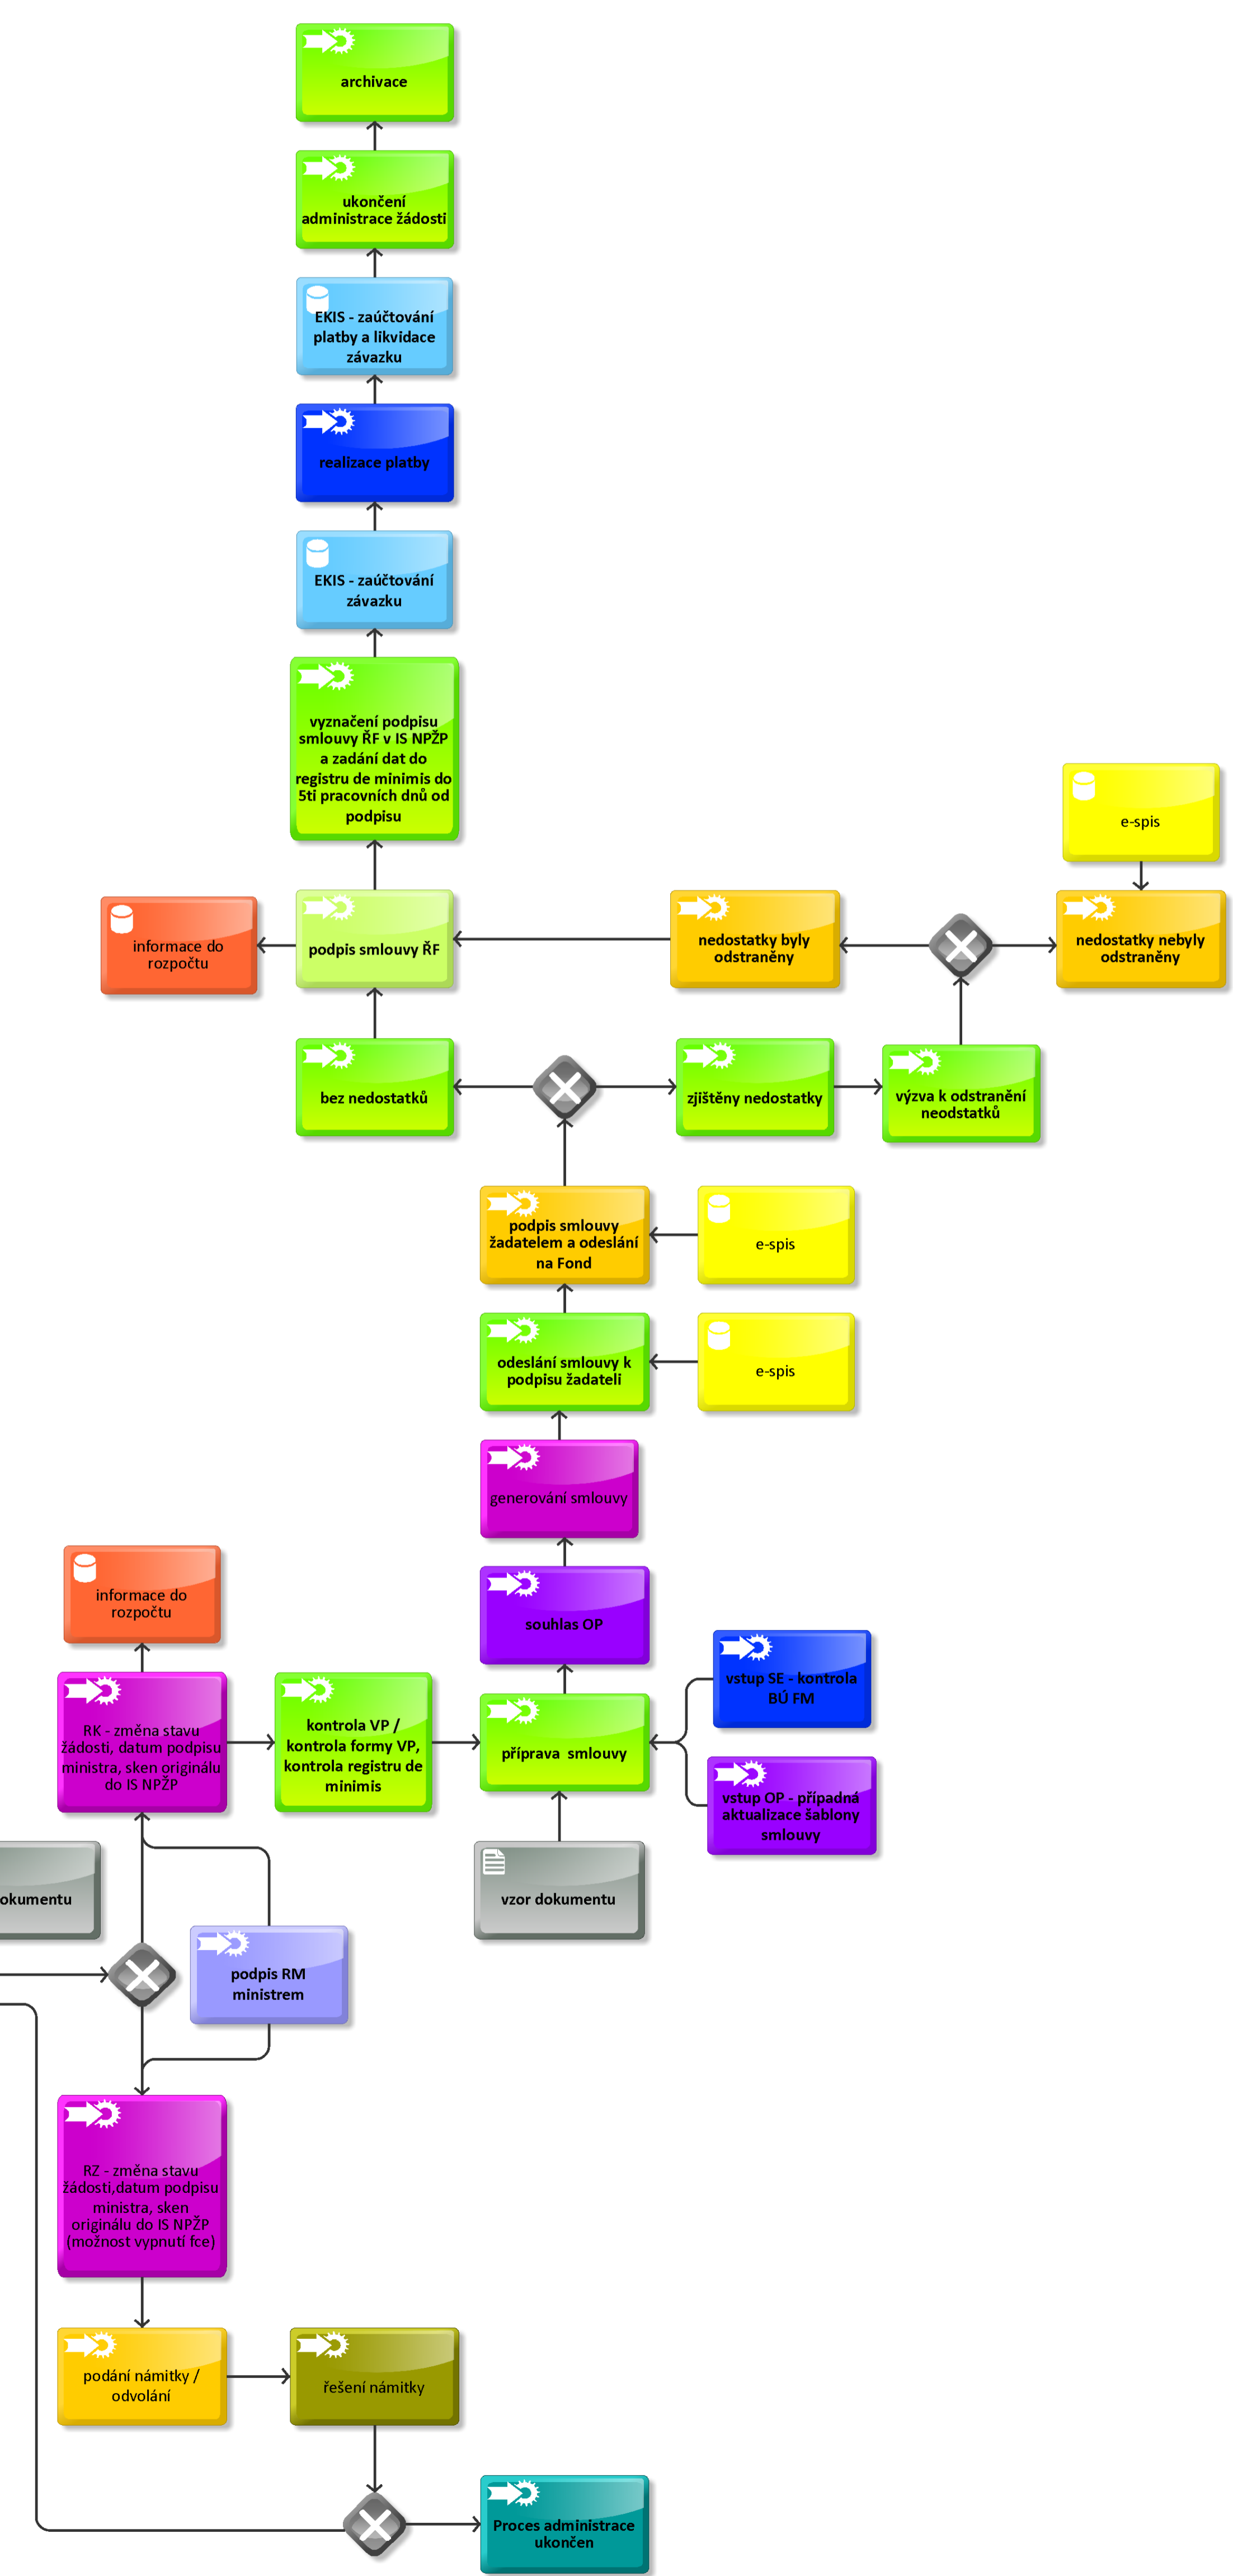 archivace
ukončení
administrace žádosti
EKIS - zaúčtování
platby a likvidace
závazku
realizace platby
EKIS - zaúčtování
závazku
vyznačení podpisu
smlouvy ŘF v IS NPŽP
a zadání dat do
registru de minimis do
5ti pracovních dnů od
podpisu
e-spis
informace do
rozpočtu
podpis smlouvy ŘF
nedostatky byly
odstraněny
nedostatky nebyly
odstraněny
bez nedostatků
zjištěny nedostatky
výzva k odstranění
neodstatků
podpis smlouvy
žadatelem a odeslání
na Fond
e-spis
odeslání smlouvy k
podpisu žadateli
e-spis
generování smlouvy
informace do
rozpočtu
souhlas OP
vstup SE - kontrola
BÚ FM
RK - změna stavu
žádosti, datum podpisu
ministra, sken originálu
do IS NPŽP
kontrola VP /
kontrola formy VP,
kontrola registru de
minimis
příprava  smlouvy
vstup OP - případná
aktualizace šablony
smlouvy
okumentu
vzor dokumentu
podpis RM
ministrem
RZ - změna stavu
žádosti,datum podpisu
ministra, sken
originálu do IS NPŽP
(možnost vypnutí fce)
podání námitky /
odvolání
řešení námitky
Proces administrace
ukončen